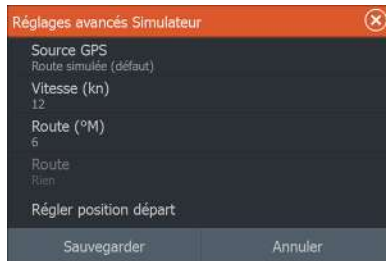 Réglages avancés Simulateur
Source GPS
Route simulée (défaut)
Vitesse (kn)
12
Route (°M)
6
Route
Rien
Régler position départ
Sauvegarder
Annuler